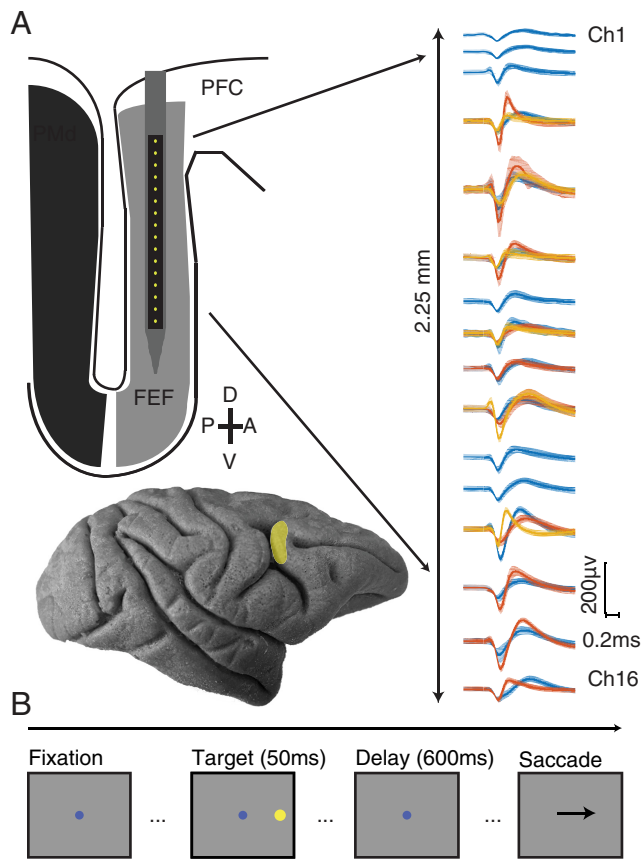 A
PFC
PMd
FEF
D
P A
V
2.25 mm
Ch1
200μv
0.2ms
Ch16
B
Fixation
Target (50ms)
Delay (600ms)
Saccade
...
...
...